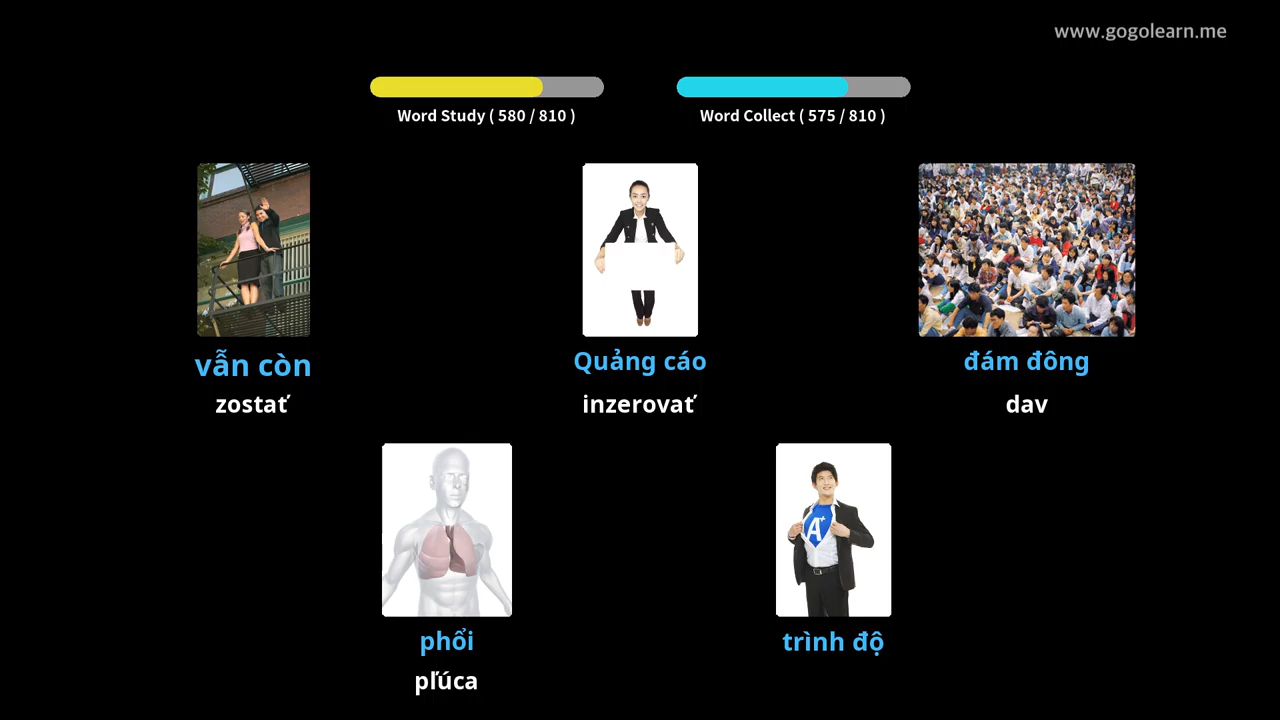 www.gogolearn.me
Word Study ( 580 / 810 )
Word Collect ( 575 / 810 )
vẫn còn
zostať
Quảng cáo
inzerovať
đám đông
dav
phổi
pľúca
A+
trình độ